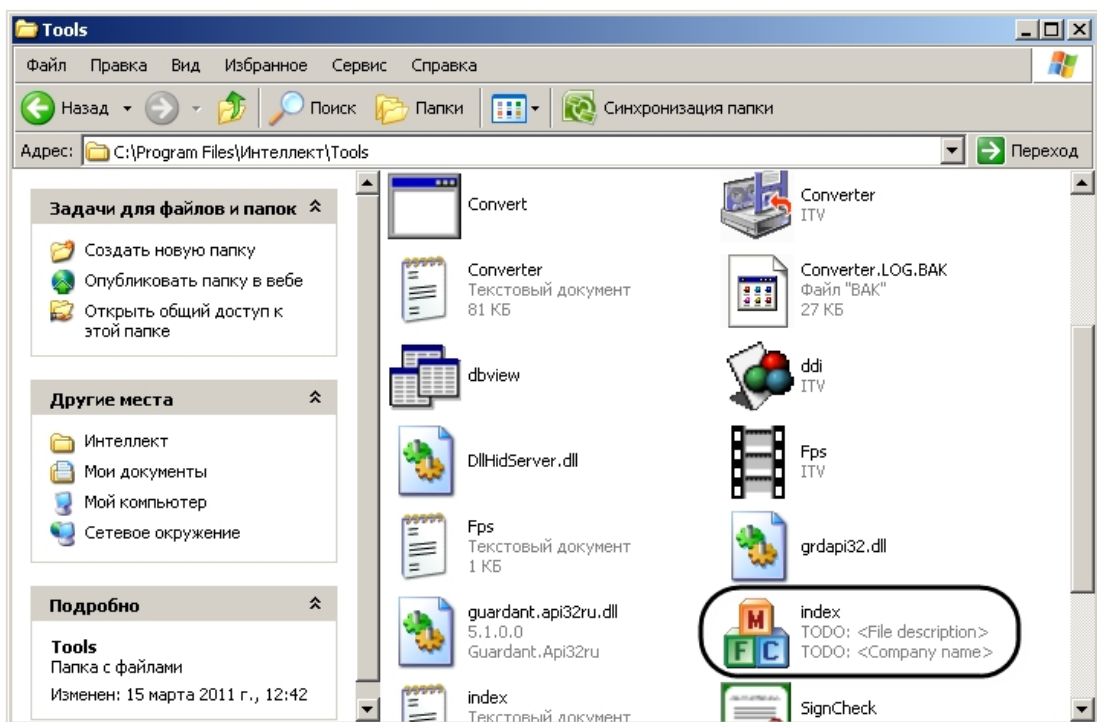 Tools
Файл Правка Вид Избранное Сервис Справка
Назад Поиск Папки Синхронизация папки
Адрес: C:\Program Files\Интеллект\Tools Переход
Задачи для файлов и папок
Создать новую папку
Опубликовать папку в вебе
Открыть общий доступ к
этой папке
Другие места
Интеллект
Мои документы
Мой компьютер
Сетевое окружение
Подробно
Tools
Папка с файлами
Изменен: 15 марта 2011 г., 12:42
Convert
Converter
ITV
Converter
Текстовый документ
81 КБ
Converter.LOG.BAK
Файл "BAK"
27 КБ
dbview
ddi
ITV
DllHidServer.dll
Fps
ITV
Fps
Текстовый документ
1 КБ
grdapi32.dll
guardant.api32ru.dll
5.1.0.0
Guardant.Api32ru
MFC
index
TODO: <File description>
TODO: <Company name>
index
Текстовый документ
SignCheck